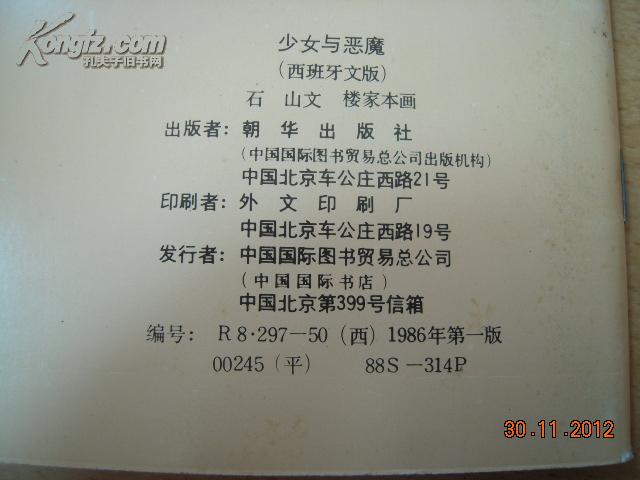 Kongfz.com
孔夫子旧书网
少女与恶魔
(西班牙文版)
石 山文 楼家本画
出版者: 朝华出版社
(中国国际图书贸易总公司出版机构)
中国北京车公庄西路21号
印刷者: 外文印刷厂
中国北京车公庄西路19号
发行者: 中国国际图书贸易总公司
(中国国际书店)
中国北京第399号信箱
编号: R8·297—50(西)1986年第一版
00245(平) 88S—314P
30.11.2012